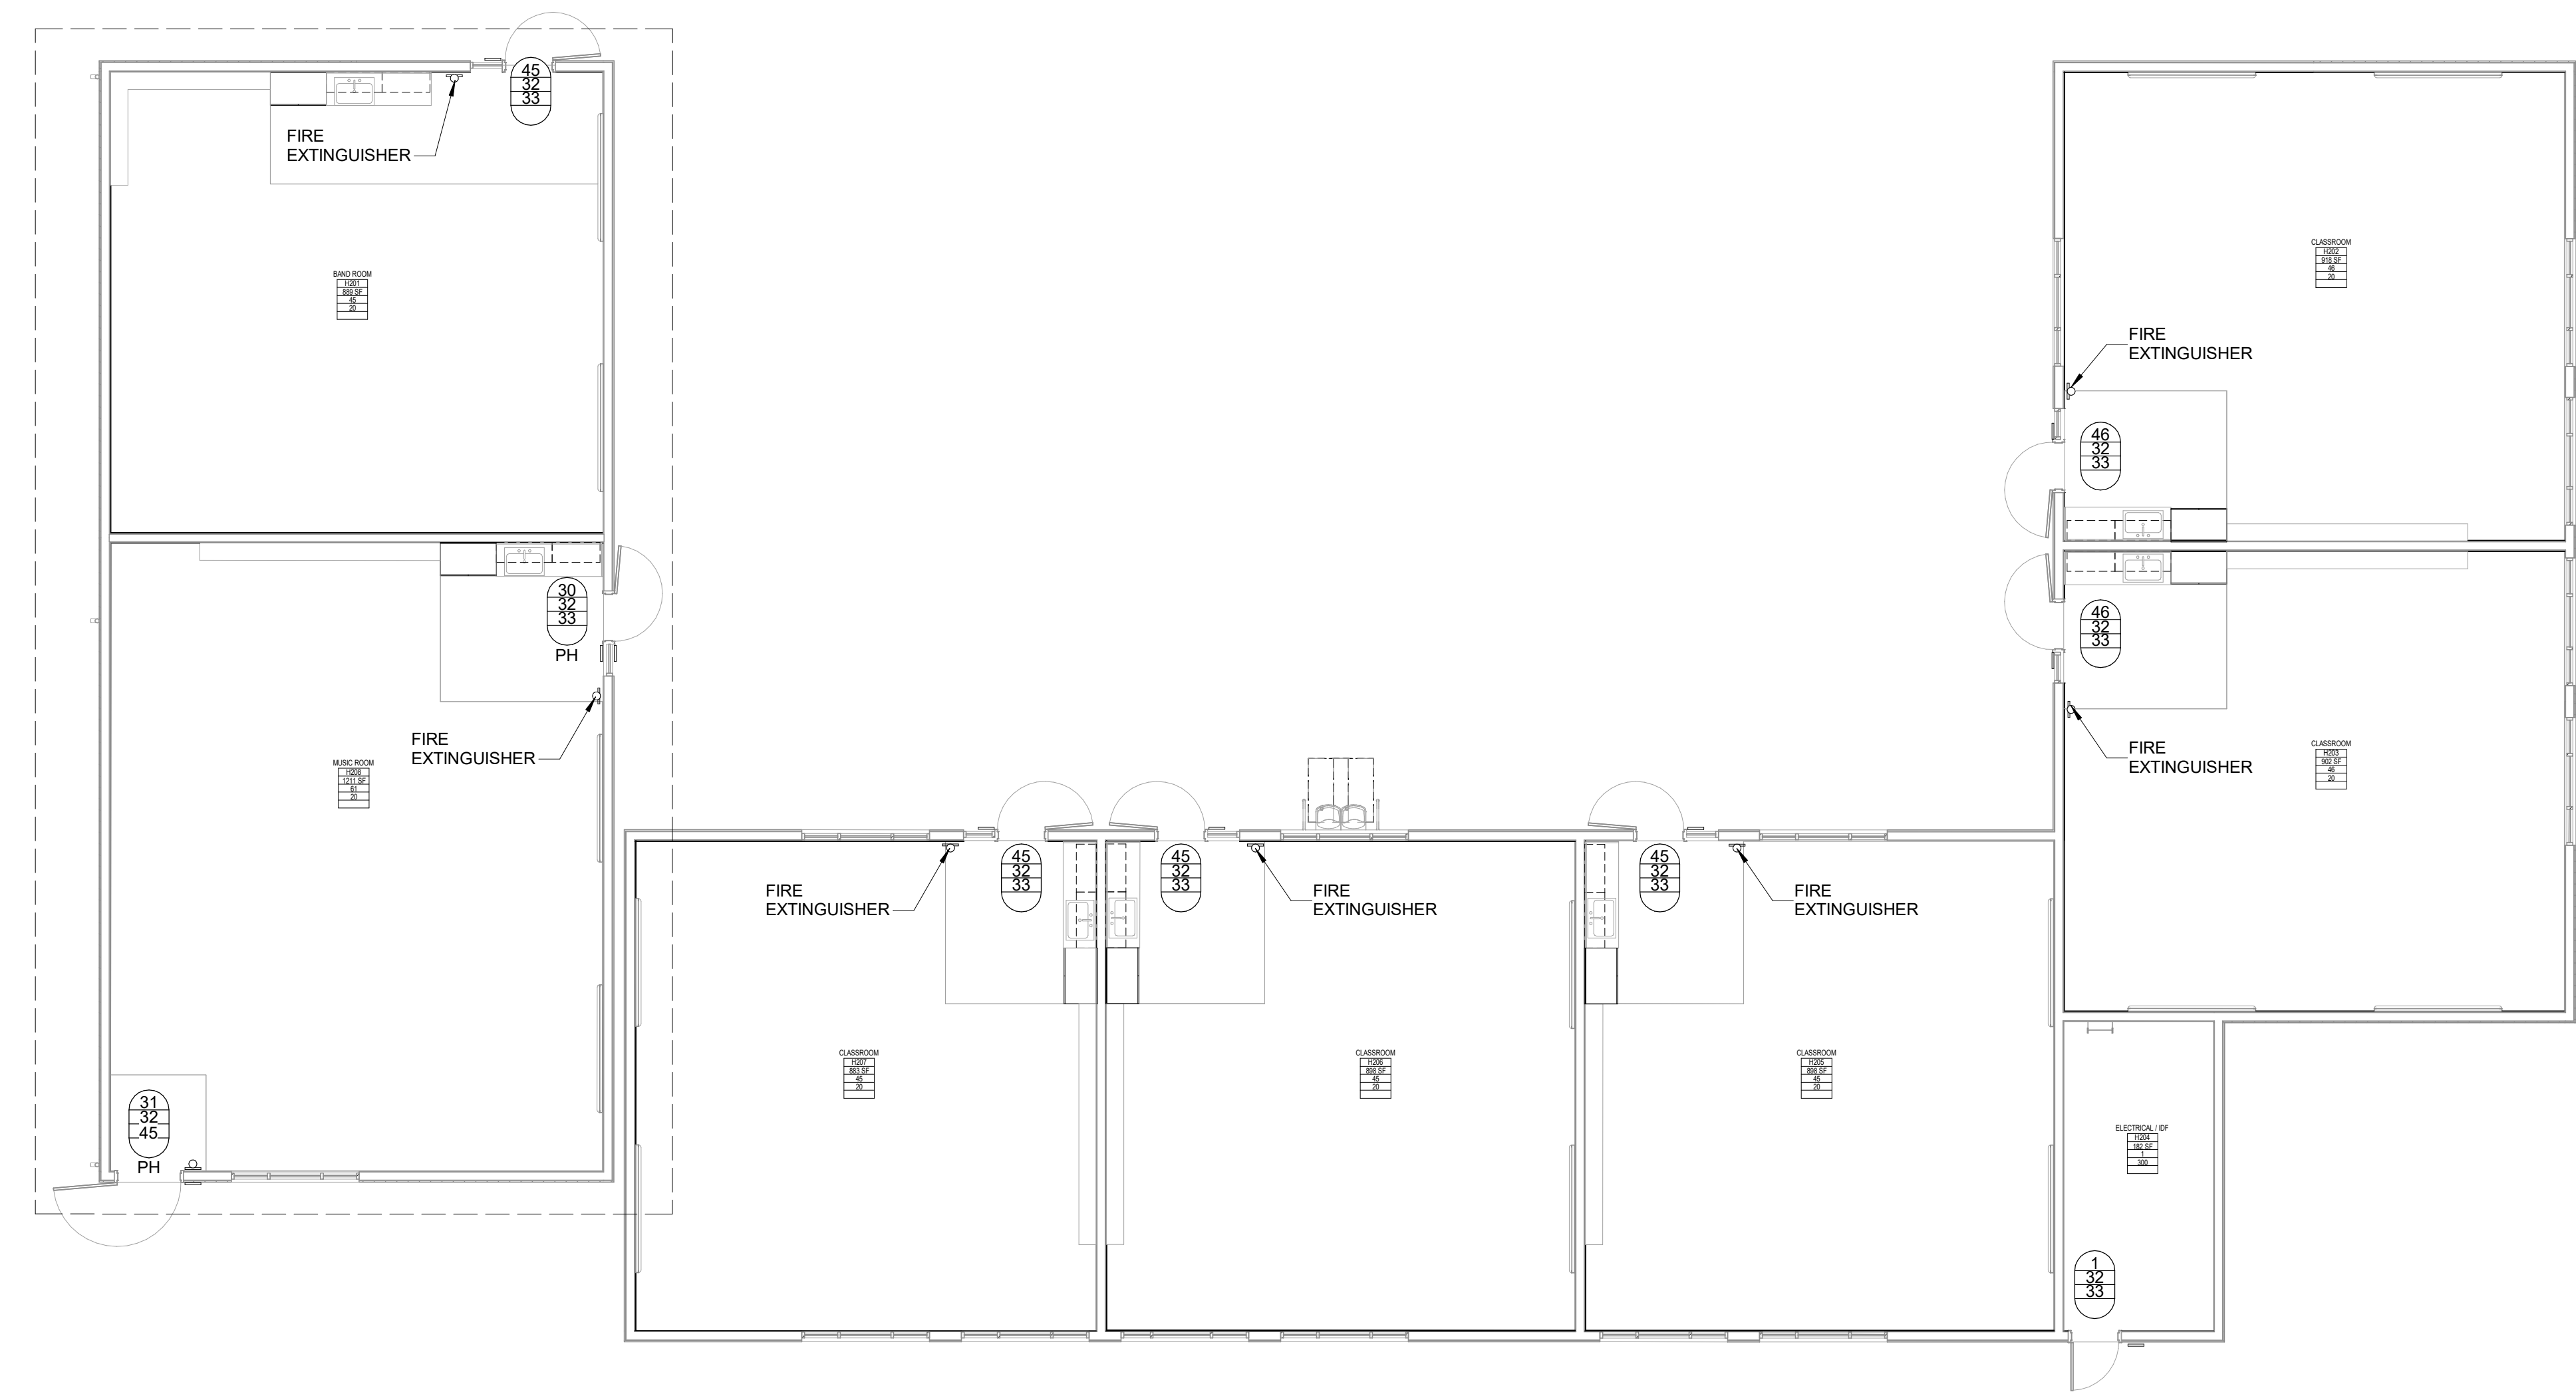 45
32
33
FIRE
EXTINGUISHER
BAND ROOM
H201
889 SF
45
20
30
32
33
PH
FIRE
EXTINGUISHER
MUSIC ROOM
H208
1211 SF
61
20
31
32
45
PH
FIRE
EXTINGUISHER
45
32
33
CLASSROOM
H207
883 SF
45
20
45
32
33
FIRE
EXTINGUISHER
CLASSROOM
H206
898 SF
45
20
45
32
33
FIRE
EXTINGUISHER
CLASSROOM
H205
898 SF
45
20
CLASSROOM
H202
918 SF
46
20
FIRE
EXTINGUISHER
46
32
33
46
32
33
FIRE
EXTINGUISHER
CLASSROOM
H203
902 SF
46
20
ELECTRICAL / IDF
H204
182 SF
1
300
1
32
33